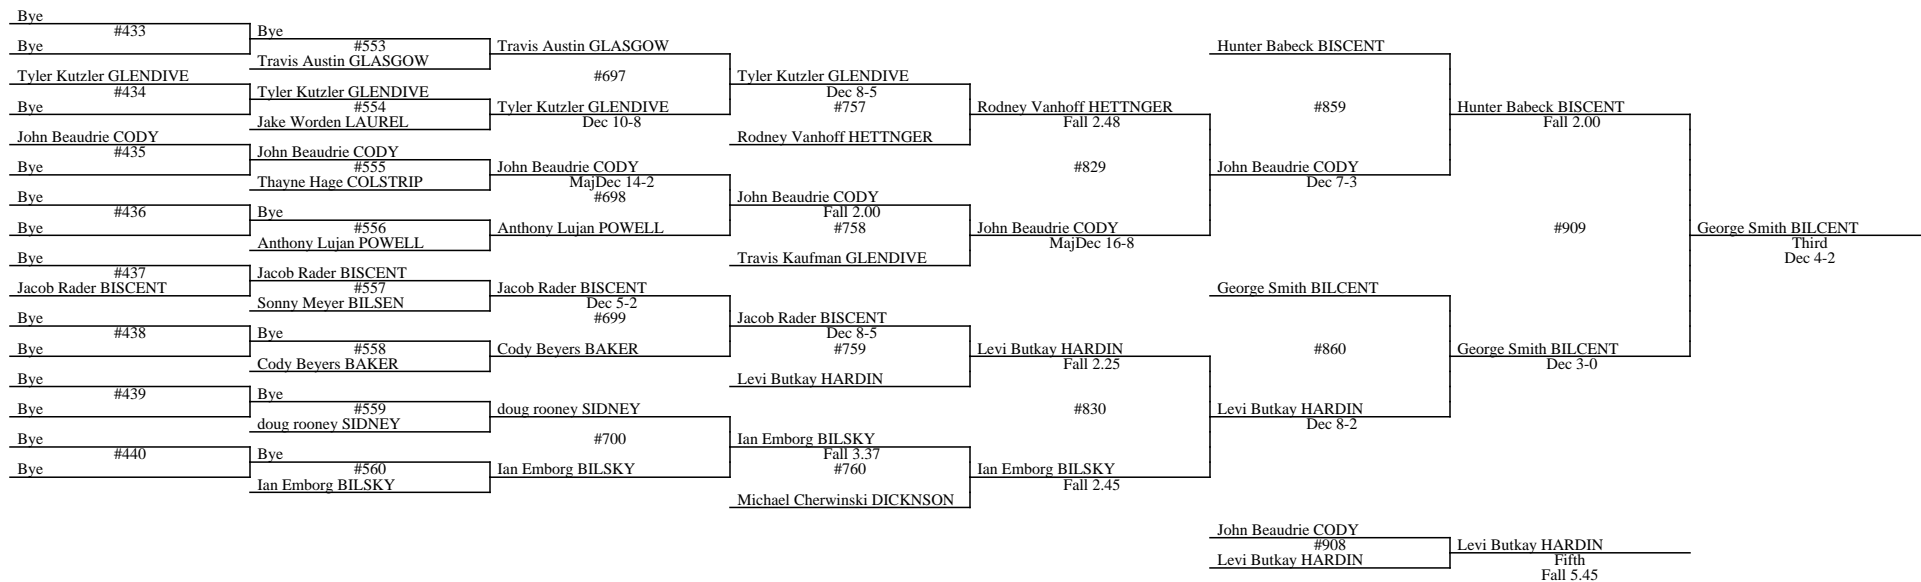 Bye
#433
Bye
Tyler Kutzler GLENDIVE
#434
Bye
John Beaudrie CODY
#435
Bye
Bye
#436
Bye
Bye
#437
Jacob Rader BISCENT
Bye
#438
Bye
Bye
#439
Bye
Bye
#440
Bye
Bye
#553
Travis Austin GLASGOW
Tyler Kutzler GLENDIVE
#554
Jake Worden LAUREL
John Beaudrie CODY
#555
Thayne Hage COLSTRIP
Bye
#556
Anthony Lujan POWELL
Jacob Rader BISCENT
#557
Sonny Meyer BILSEN
Bye
#558
Cody Beyers BAKER
Bye
#559
doug rooney SIDNEY
Bye
#560
Ian Emborg BILSKY
Travis Austin GLASGOW
#697
Tyler Kutzler GLENDIVE
Dec 10-8
John Beaudrie CODY
MajDec 14-2
#698
Anthony Lujan POWELL
Jacob Rader BISCENT
Dec 5-2
#699
Cody Beyers BAKER
doug rooney SIDNEY
#700
Ian Emborg BILSKY
Tyler Kutzler GLENDIVE
Dec 8-5
#757
Rodney Vanhoff HETTNGER
John Beaudrie CODY
Fall 2.00
#758
Travis Kaufman GLENDIVE
Jacob Rader BISCENT
Dec 8-5
#759
Levi Butkay HARDIN
Ian Emborg BILSKY
Fall 3.37
#760
Michael Cherwinski DICKNSON
Rodney Vanhoff HETTNGER
Fall 2.48
#829
John Beaudrie CODY
MajDec 16-8
Levi Butkay HARDIN
Fall 2.25
#830
Ian Emborg BILSKY
Fall 2.45
Hunter Babeck BISCENT
#859
John Beaudrie CODY
Dec 7-3
George Smith BILCENT
#860
Levi Butkay HARDIN
Dec 8-2
Hunter Babeck BISCENT
Fall 2.00
#909
George Smith BILCENT
Dec 3-0
George Smith BILCENT
Third
Dec 4-2
John Beaudrie CODY
#908
Levi Butkay HARDIN
Levi Butkay HARDIN
Fifth
Fall 5.45